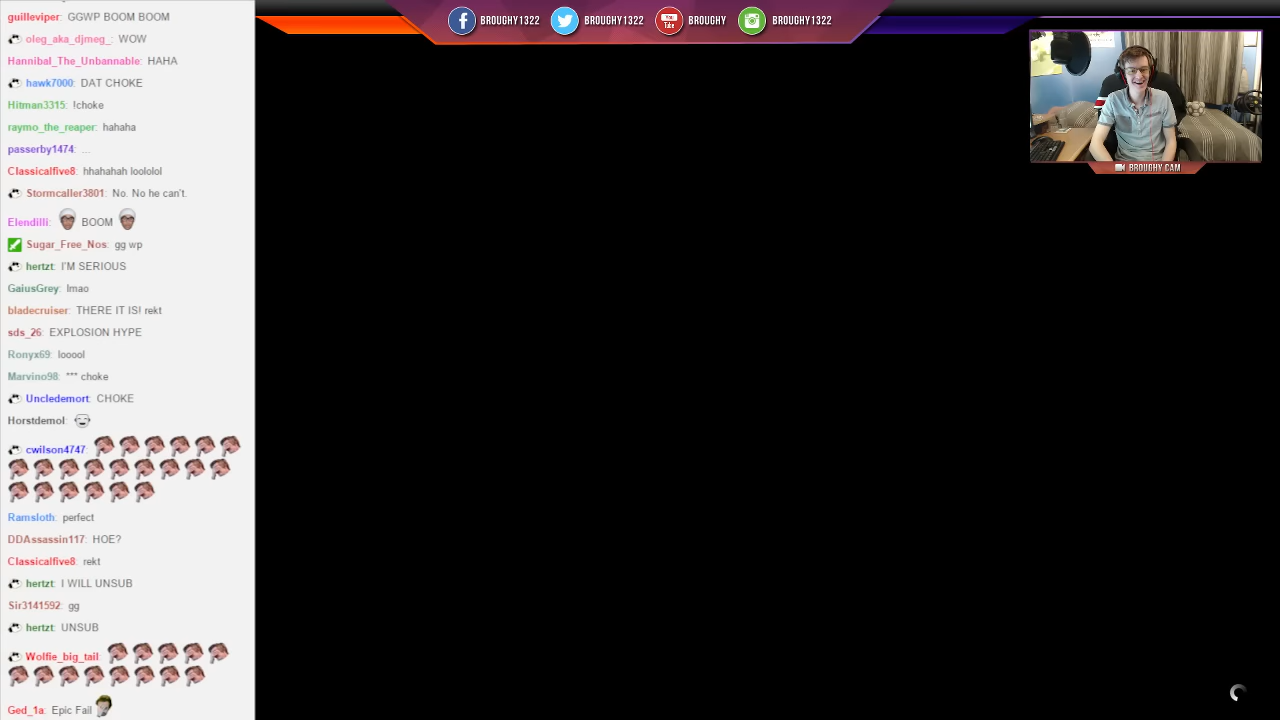 guilleviper: GGWP BOOM BOOM
oleg_aka_djmeg_: WOW
Hannibal_The_Unbannable: HAHA
hawk7000: DAT CHOKE
Hitman3315: !choke
raymo_the_reaper: hahaha
passerby1474: ...
Classicalfive8: hhahahah loololol
Stormcaller3801: No. No he can't.
Elendilli: BOOM
Sugar_Free_Nos: gg wp
hertzt: I'M SERIOUS
GaiusGrey: lmao
bladecruiser: THERE IT IS! rekt
sds_26: EXPLOSION HYPE
Ronyx69: looool
Marvino98: *** choke
Uncledemort: CHOKE
Horstdemol:
cwilson4747:
Ramsloth: perfect
DDAssassin117: HOE?
Classicalfive8: rekt
hertzt: I WILL UNSUB
Sir3141592: gg
hertzt: UNSUB
Wolfie_big_tail:
Ged_1a: Epic Fail
BROUGHY1322 BROUGHY1322 You Tube BROUGHY BROUGHY1322
BROUGHY CAM